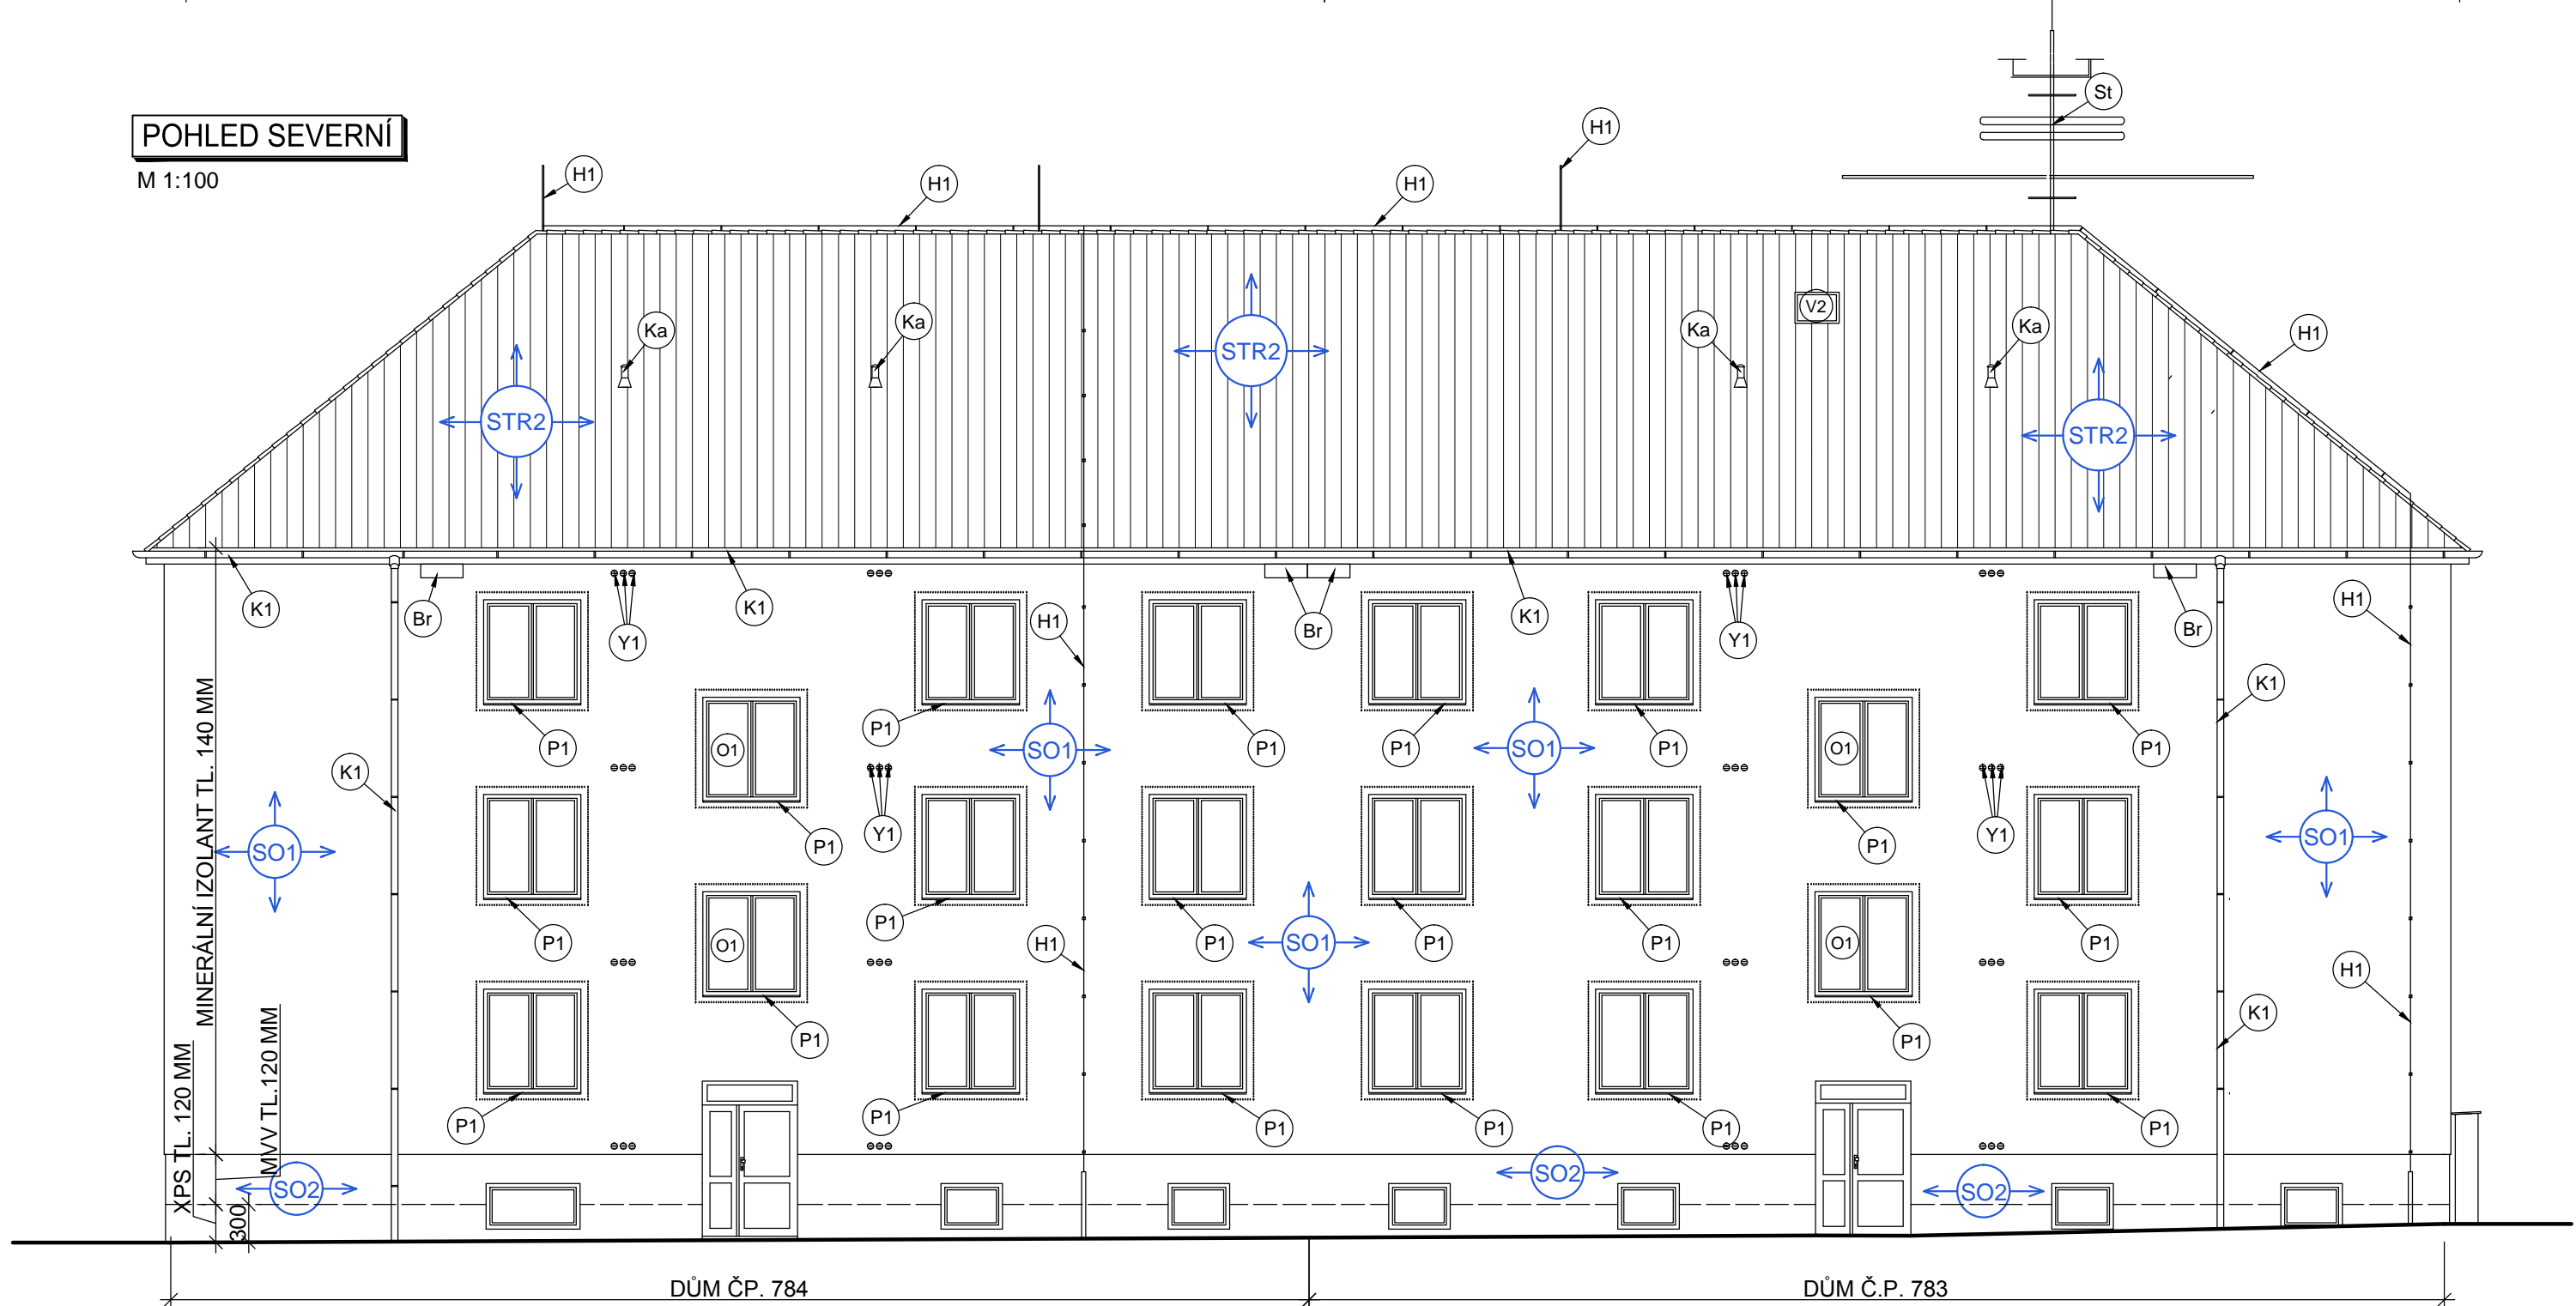 St
H1
POHLED SEVERNÍ
M 1:100
H1
H1
H1
V2
Ka
Ka
Ka
Ka
H1
STR2
STR2
STR2
K1
Br
Y1
K1
H1
Br
K1
Y1
Br
H1
K1
P1
O1
P1
SO1
P1
P1
SO1
P1
O1
P1
K1
MINERÁLNÍ IZOLANT TL. 140 MM
SO1
P1
Y1
P1
Y1
SO1
P1
O1
P1
H1
P1
SO1
P1
P1
O1
P1
H1
K1
P1
P1
XPS TL. 120 MM
MVV TL.120 MM
P1
P1
P1
P1
P1
P1
SO2
SO2
SO2
300
DŮM ČP. 784
DŮM Č.P. 783